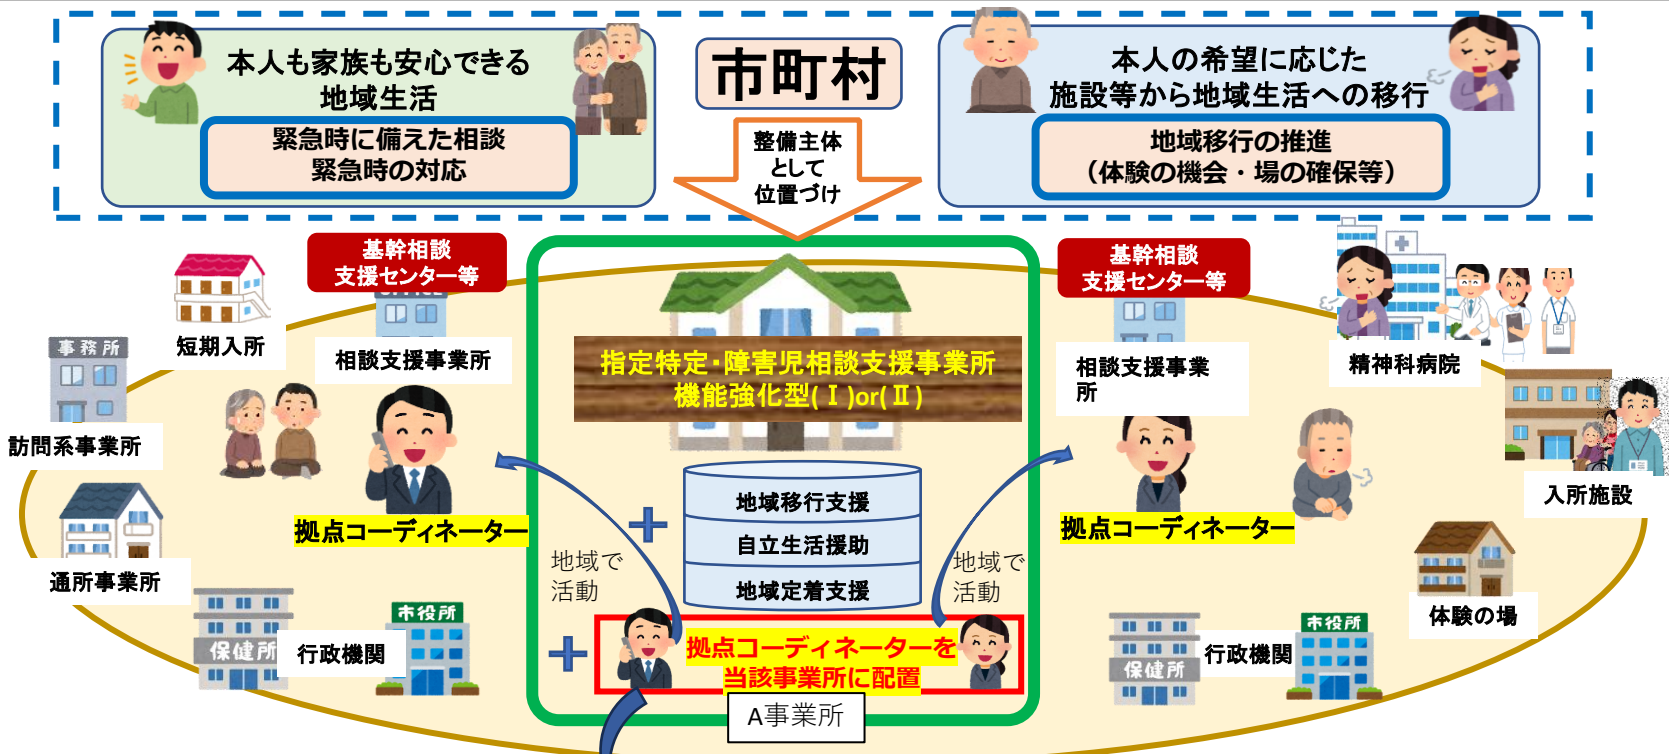 本人も家族も安心できる
地域生活
緊急時に備えた相談
緊急時の対応
市町村
整備主体
として
位置づけ
本人の希望に応じた
施設等から地域生活への移行
地域移行の推進
（体験の機会・場の確保等）
基幹相談
支援センター等
短期入所
相談支援事業所
事務所
訪問系事業所
通所事業所
拠点コーディネーター
保健所
行政機関
市役所
指定特定・障害児相談支援事業所
機能強化型(Ⅰ)or(Ⅱ)
+
地域移行支援
自立生活援助
地域定着支援
地域で
活動
地域で
活動
+
拠点コーディネーターを
当該事業所に配置
A事業所
基幹相談
支援センター等
相談支援事業
所
精神科病院
入所施設
拠点コーディネーター
体験の場
保健所
行政機関
市役所